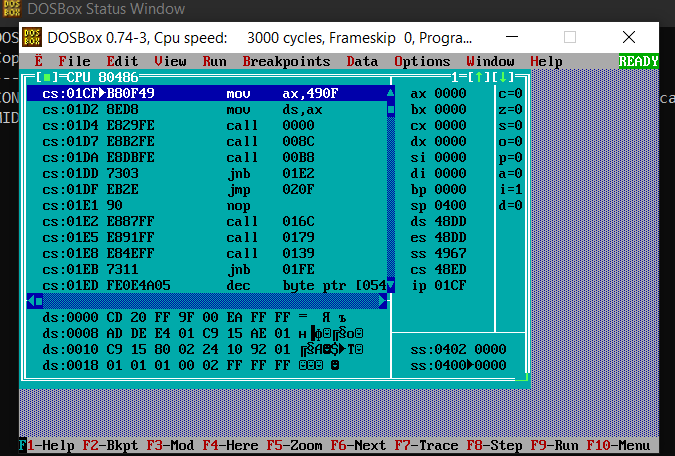 DOSBox Status Window
DOSBox 0.74-3, Cpu speed: 3000 cycles, Frameskip 0, Progra...
Ë File Edit View Run Breakpoints Data Options Window Help READY
[■]=CPU 80486 1=[↑][↓]
cs:01CF►B80F49 mov ax,490F ax 0000 c=0
cs:01D2 8ED8 mov ds,ax bx 0000 z=0
cs:01D4 E829FE call 0000 cx 0000 s=0
cs:01D7 E8B2FE call 008C dx 0000 o=0
cs:01DA E8DBFE call 00B8 si 0000 p=0
cs:01DD 7303 jnb 01E2 di 0000 a=0
cs:01DF EB2E jmp 020F bp 0000 i=1
cs:01E1 90 nop sp 0400 d=0
cs:01E2 E887FF call 016C ds 48DD
cs:01E5 E891FF call 0179 es 48DD
cs:01E8 E84EFF call 0139 ss 4967
cs:01EB 7311 jnb 01FE cs 48ED
cs:01ED FE0E4A05 dec byte ptr [054 ip 01CF
ds:0000 CD 20 FF 9F 00 EA FF FF = Я ъ
ds:0008 AD DE E4 01 C9 15 AE 01
ds:0010 C9 15 80 02 24 10 92 01 ss:0402 0000
ds:0018 01 01 01 00 02 FF FF FF ss:0400►0000
F1-Help F2-Bkpt F3-Mod F4-Here F5-Zoom F6-Next F7-Trace F8-Step F9-Run F10-Menu